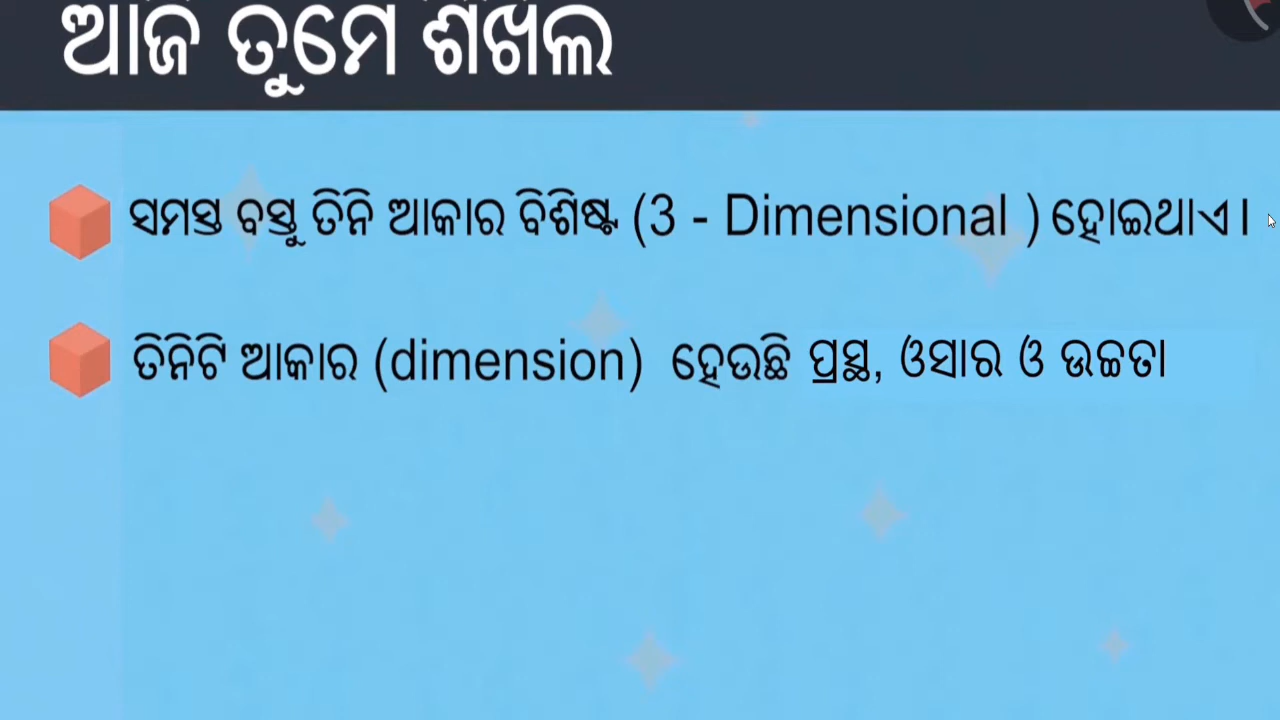 ଆଜି ତୁମେ ଶିଖିଲ
ସମସ୍ତ ବସ୍ତୁ ତିନି ଆକାର ବିଶିଷ୍ଟ (3 - Dimensional ) ହୋଇଥାଏ ।
ତିନିଟି ଆକାର (dimension) ହେଉଛି ପ୍ରସ୍ଥ, ଓସାର ଓ ଉଚ୍ଚତା